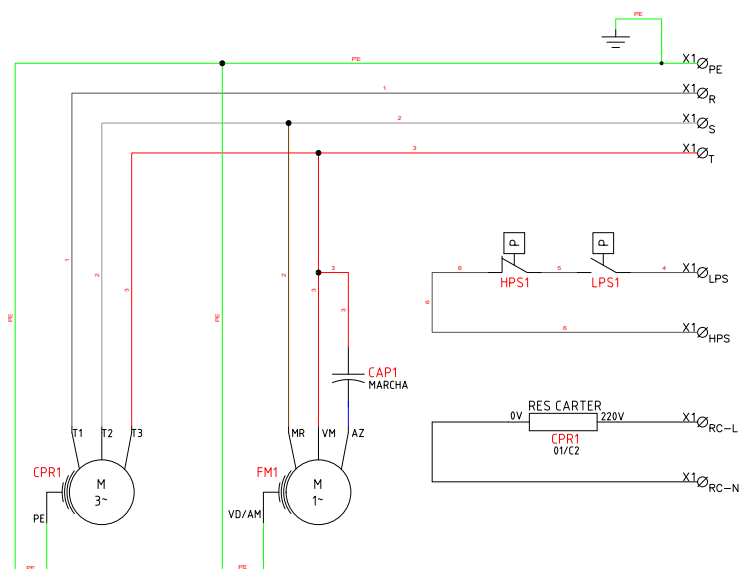 PE
PE
X1 PE
1
X1 R
2
X1 S
3
X1 T
P
P
1
2
3
2
3
3
3
6
5
4
X1 LPS
HPS1
LPS1
6
PE
PE
6
X1 HPS
CAP1
MARCHA
RES CARTER
0V
220V
X1 RC-L
CPR1
01/C2
T1
T2
T3
MR
VM
AZ
CPR1
M
3~
FM1
M
1~
X1 RC-N
PE
VD/AM
PE
PE